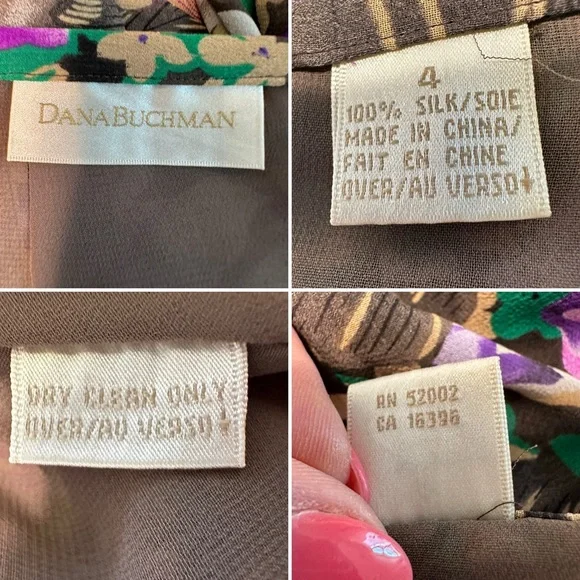 DANA BUCHMAN
4
100% SILK/SOIE
MADE IN CHINA/
FAIT EN CHINE
OVER/AU VERSO
DRY CLEAN ONLY
OVER/AU VERSO
RN 52002
CA 16396